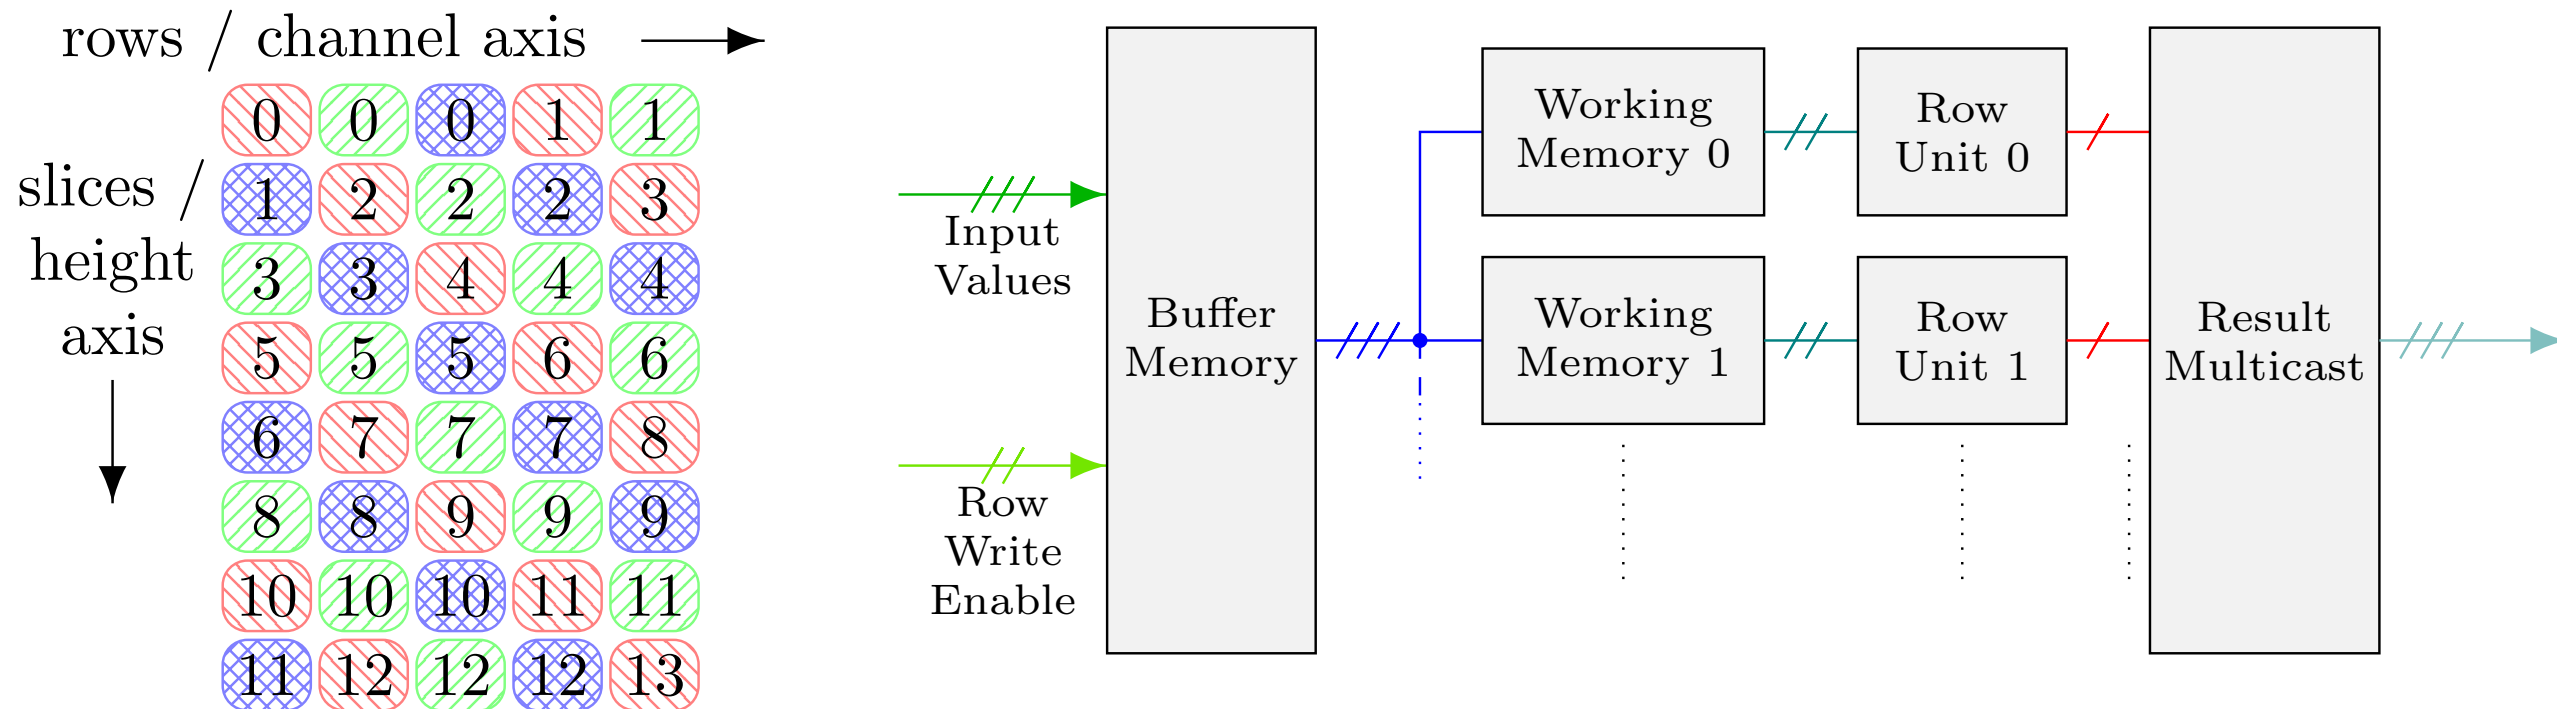 rows / channel axis
slices /
height
axis
0 0 0 1 1
1 2 2 2 3
3 3 4 4 4
5 5 5 6 6
6 7 7 7 8
8 8 9 9 9
10 10 10 11 11
11 12 12 12 13
Input
Values
Row
Write
Enable
Buffer
Memory
Working
Memory 0
Row
Unit 0
Working
Memory 1
Row
Unit 1
Result
Multicast